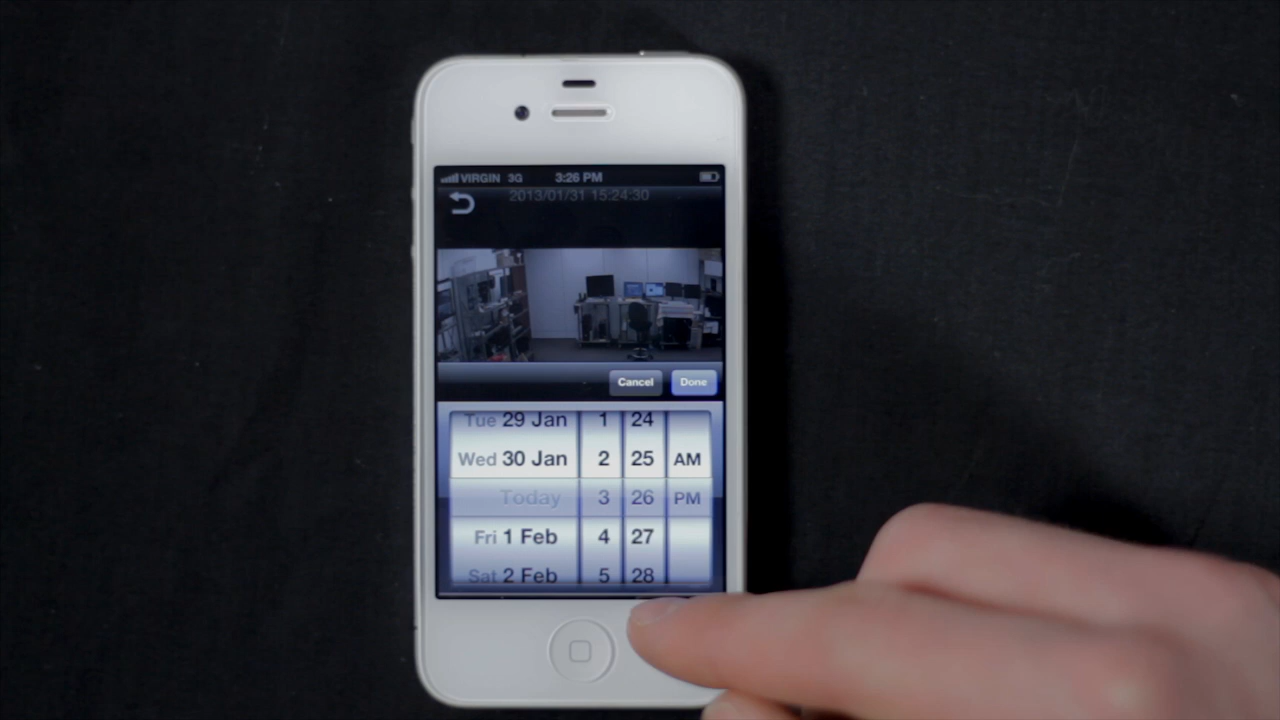 VIRGIN 3G 3:26 PM
2013/01/31 15:24:30
Cancel Done
Tue 29 Jan 1 24
Wed 30 Jan 2 25 AM
Today 3 26 PM
Fri 1 Feb 4 27
Sat 2 Feb 5 28